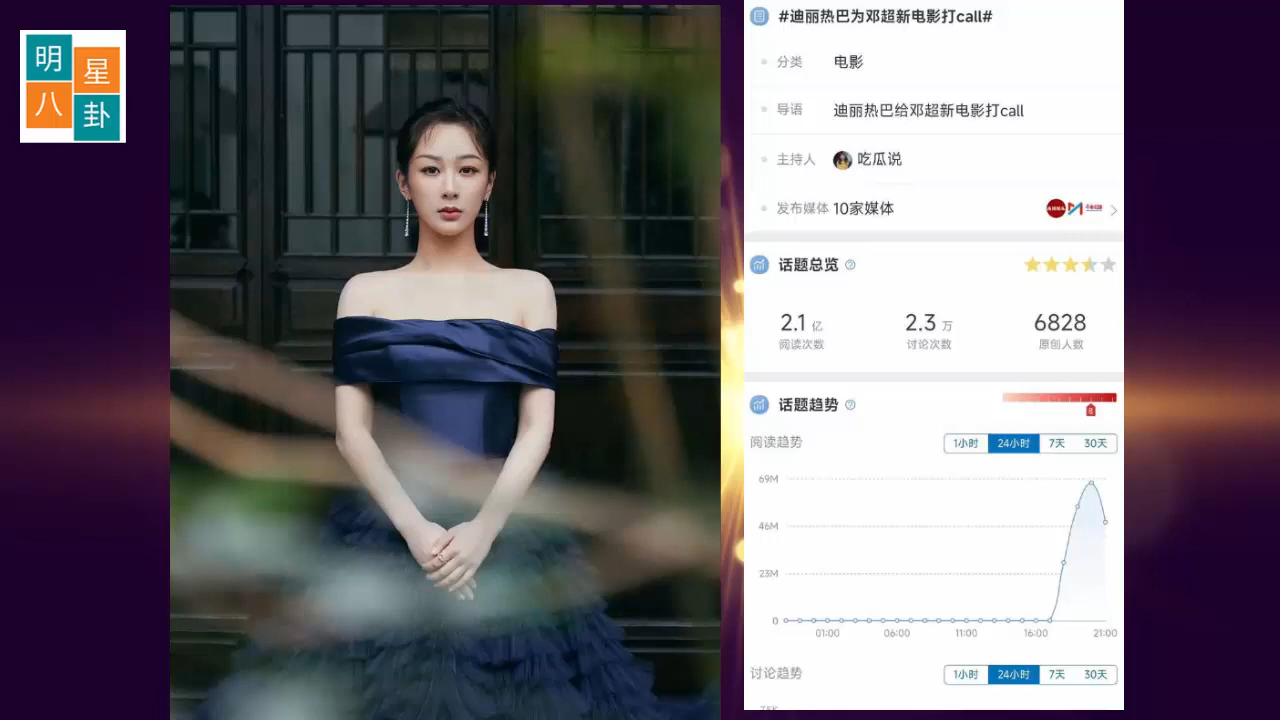 明星
八卦
#迪丽热巴为邓超新电影打call#
分类 电影
导语 迪丽热巴给邓超新电影打call
主持人 吃瓜说
发布媒体 10家媒体
话题总览
2.1 亿 2.3 万 6828
阅读次数 讨论次数 原创人数
话题趋势
8
阅读趋势 1小时 24小时 7天 30天
69M
46M
23M
0
01:00 06:00 11:00 16:00 21:00
讨论趋势 1小时 24小时 7天 30天